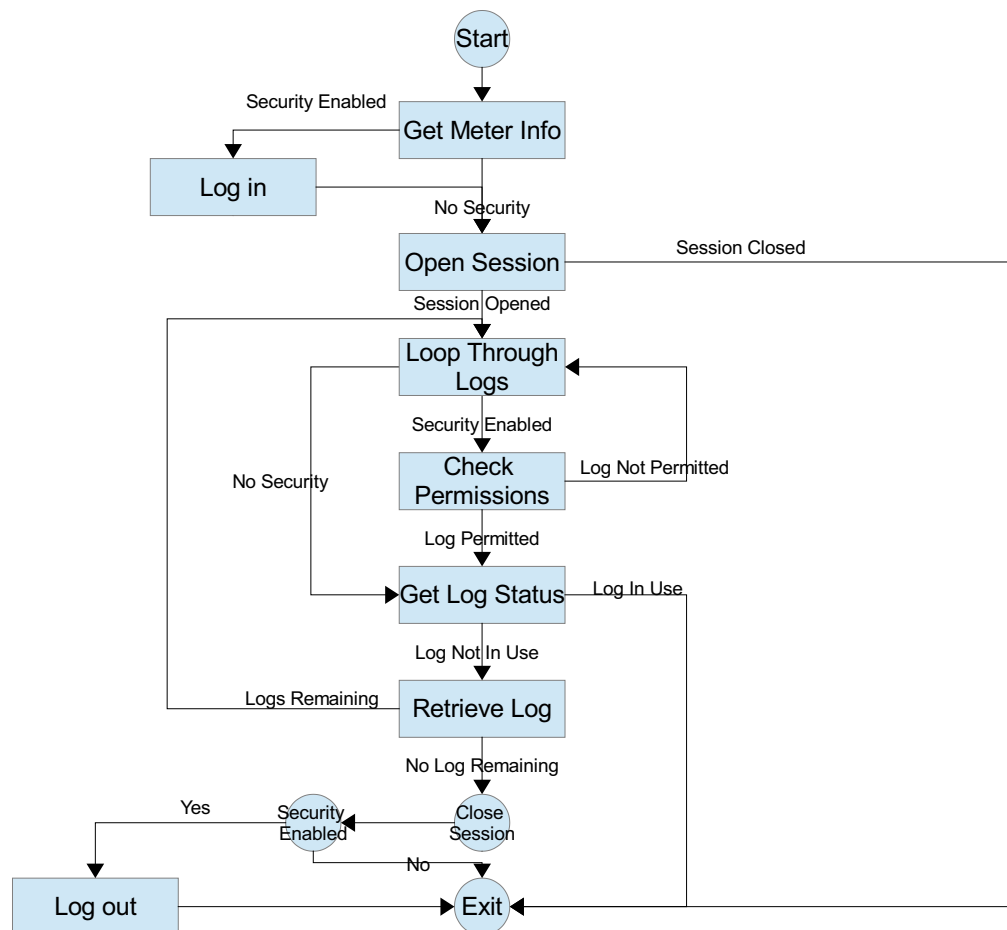 Start
Security Enabled
Get Meter Info
Log in
No Security
Open Session
Session Closed
Session Opened
Loop Through
Logs
Security Enabled
No Security
Check
Permissions
Log Not Permitted
Log Permitted
Get Log Status
Log In Use
Log Not In Use
Logs Remaining
Retrieve Log
No Log Remaining
Yes
Security
Enabled
Close
Session
No
Log out
Exit